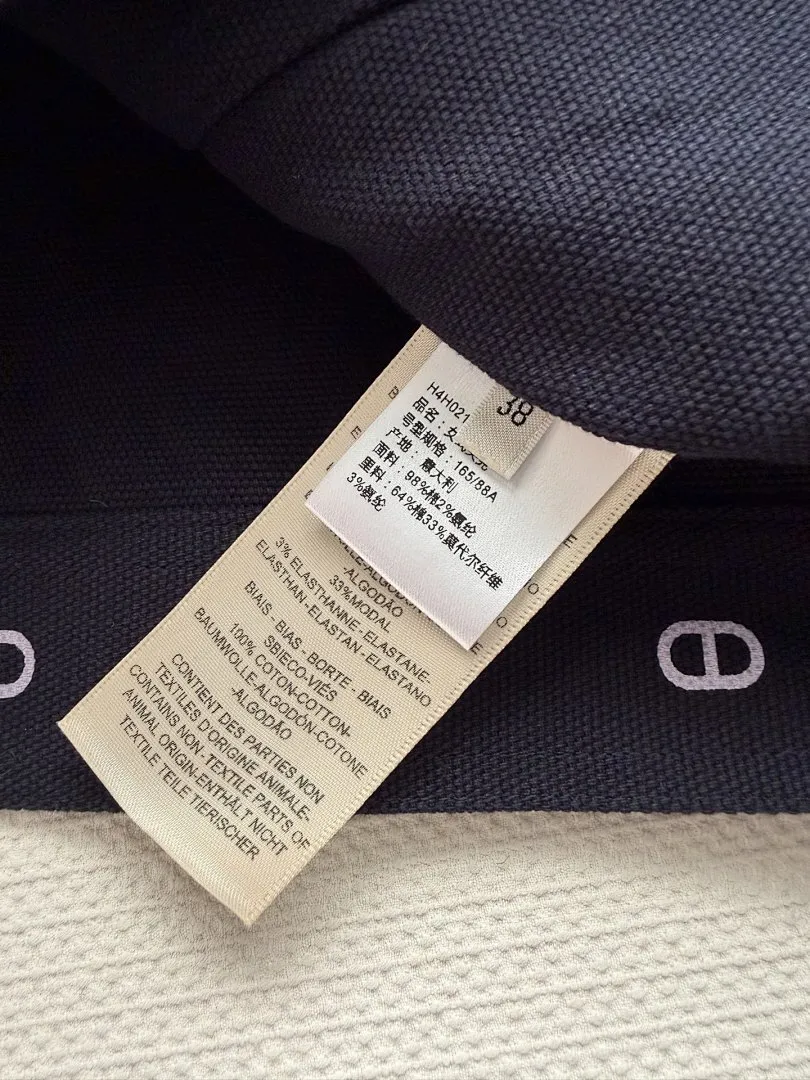 38
H4H021
品名：女
号型规格：165/88A
产地：意大利
面料：98%棉2%氨纶
里料：64%棉33%莫代尔纤维
3%氨纶
-ALGODÃO
33%MODAL
3% ELASTHANNE-ELASTANE-
ELASTHAN-ELASTAN-ELASTANO
BIAIS - BIAS - BORTE - BIAIS
SBIECO-VIÉS
100% COTON-COTTON-
BAUMWOLLE-ALGODÓN-COTONE
-ALGODÃO
CONTIENT DES PARTIES NON
TEXTILES D'ORIGINE ANIMALE-
CONTAINS NON-TEXTILE PARTS OF
ANIMAL ORIGIN-ENTHÄLT NICHT
TEXTILE TEILE TIERISCHER